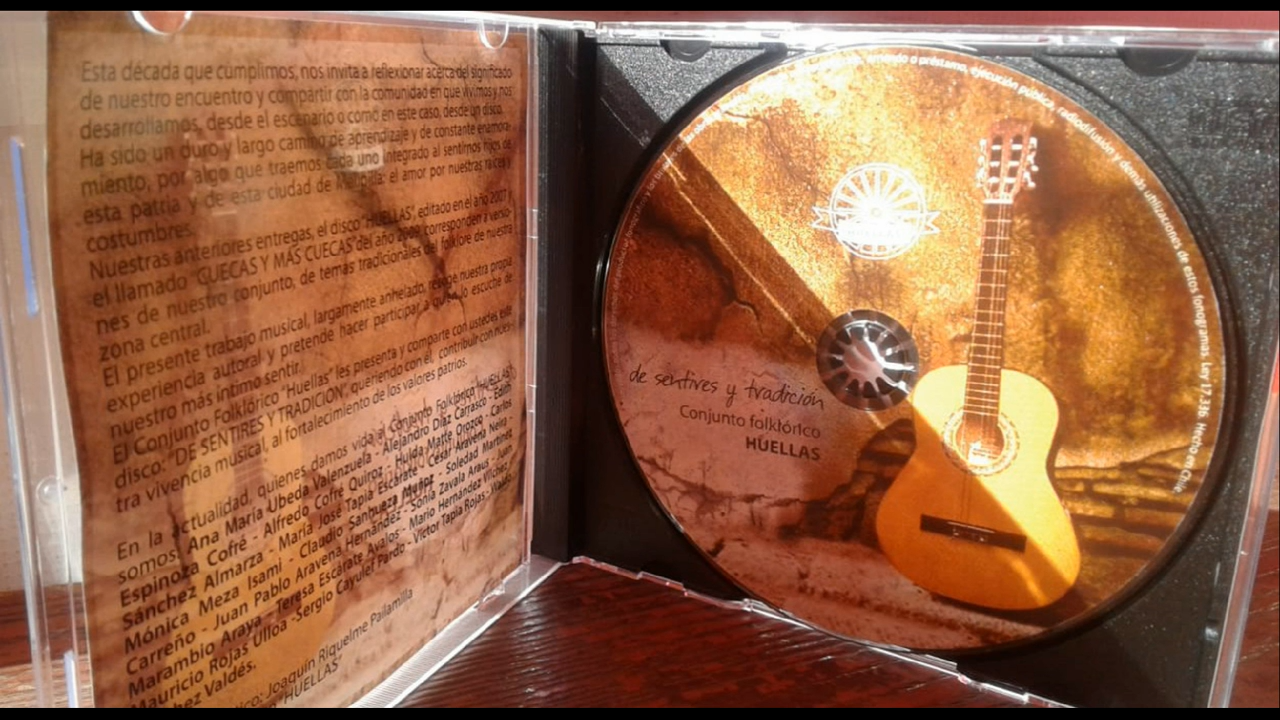 Esta década que cumplimos, nos invita a reflexionar acerca del significado
de nuestro encuentro y compartir con la comunidad en que vivimos y nos
desarrollamos, desde el escenario o como en este caso, desde un disco.
Ha sido un duro y largo camino de aprendizaje y de constante enamora-
miento, por algo que traemos cada uno integrado al sentirnos hijos de
esta patria y de esta ciudad de Melipilla: el amor por nuestras raíces y
costumbres.
Nuestras anteriores entregas, el disco "HUELLAS", editado en el año 2007 y
el llamado "CUECAS Y MÁS CUECAS" del año 2009 corresponden a versio-
nes de nuestro conjunto, de temas tradicionales del folklore de nuestra
zona central.
El presente trabajo musical, largamente anhelado, recoge nuestra propia
experiencia autoral y pretende hacer participar a quien lo escuche de
nuestro más íntimo sentir.
El Conjunto Folklórico "Huellas" les presenta y comparte con ustedes este
disco: "DE SENTIRES Y TRADICIÓN", queriendo con él, contribuir con nues-
tra vivencia musical, al fortalecimiento de los valores patrios.
En la actualidad, quienes damos vida al Conjunto Folklórico "HUELLAS"
somos: Ana María Ubeda Valenzuela - Alejandro Díaz Carrasco - Edith
Espinoza Cofré - Alfredo Cofré Quiroz - Hulda Matte Orozco - Carlos
Sánchez Almarza - María José Tapia Escárate - César Aravena Neira -
Mónica Meza Isami - Claudio Sanhueza Muñoz - Soledad Martínez
Carreño - Juan Pablo Aravena Hernández - Sonia Zavala Araus - Juan
Marambio Araya - Teresa Escárate Avalos - Mario Hernández Vilches -
Mauricio Rojas Ulloa - Sergio Cayulef Pardo - Víctor Tapia Rojas - Waldo
Valdés.
Joaquín Riquelme Pailamilla
"HUELLAS"
o préstamo, ejecución pública, radiodifusión y demás utilizaciones de estos fonogramas. Ley 17.336 Hecho en Chile
de sentires y tradición
Conjunto folklórico
HUELLAS